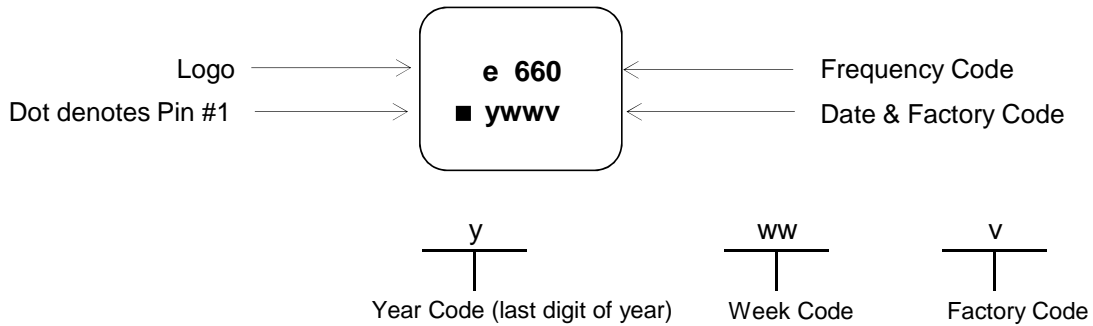 Logo
e 660
Frequency Code
Dot denotes Pin #1
■ ywwv
Date & Factory Code
y
ww
v
Year Code (last digit of year)
Week Code
Factory Code